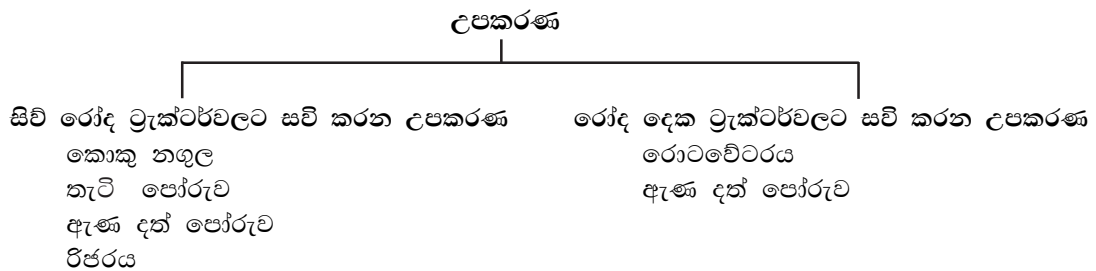 උපකරණ
සිව් රෝද ට්‍රැක්ටර්වලට සවි කරන උපකරණ
කොකු නගුල
තැටි පෝරුව
ඇණ දත් පෝරුව
රිජරය
රෝද දෙක ට්‍රැක්ටර්වලට සවි කරන උපකරණ
රොටවේටරය
ඇණ දත් පෝරුව